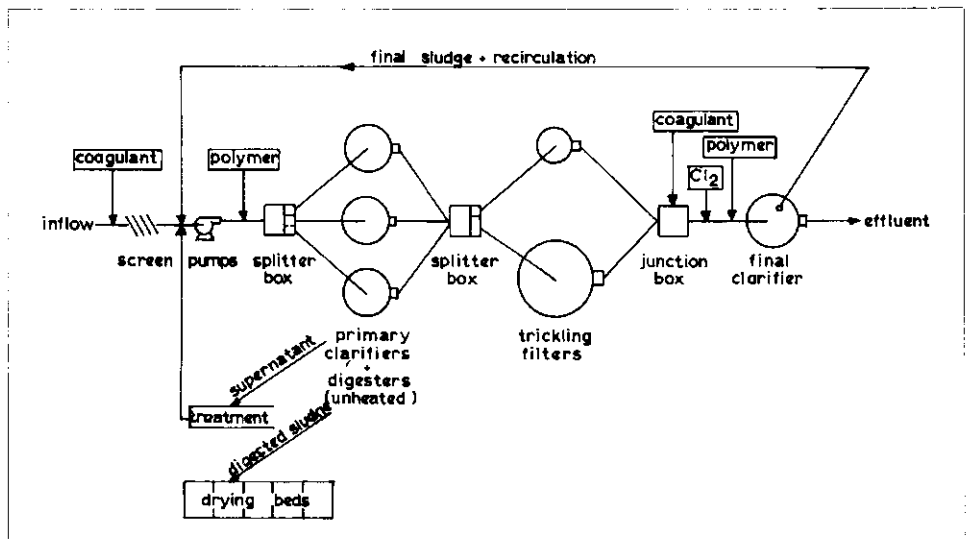 final sludge + recirculation
coagulant
polymer
coagulant
polymer
Cl2
inflow
effluent
screen
pumps
splitter
box
splitter
box
junction
box
final
clarifier
primary
clarifiers
+
digesters
(unheated)
trickling
filters
supernatant
treatment
digested sludge
drying beds